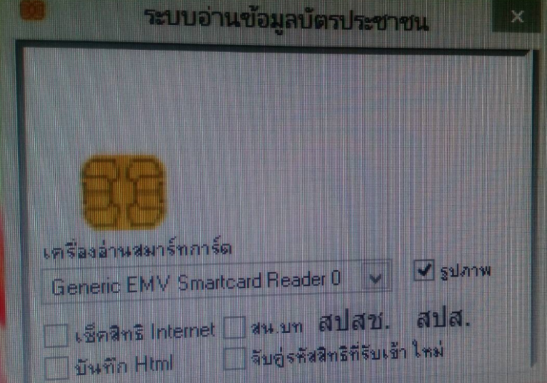 ระบบอ่านข้อมูลบัตรประชาชน
เครื่องอ่านสมาร์ทการ์ด
Generic EMV Smartcard Reader 0
รูปภาพ
เช็คสิทธิ Internet
สน.บท
สปสช.
สปส.
บันทึก Html
จับคู่รหัสสิทธิที่รับเข้า ใหม่